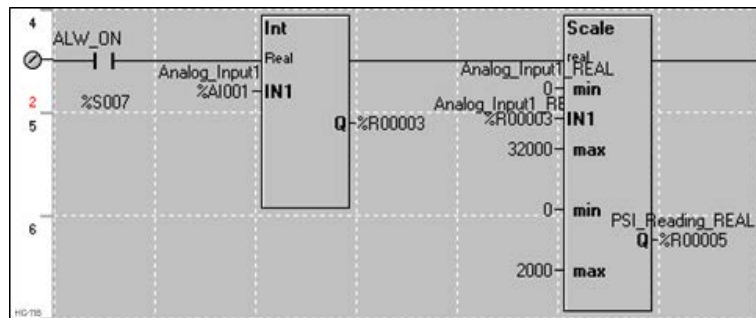 4
ALW_ON
%S007
2
5
6
Int
Real
Analog_Input1
%AI001
IN1
Q
%R00003
Scale
real
Analog_Input1_REAL
0
min
Analog_Input1_RE
%R00003
IN1
32000
max
0
min
PSI_Reading_REAL
Q
%R00005
2000
max